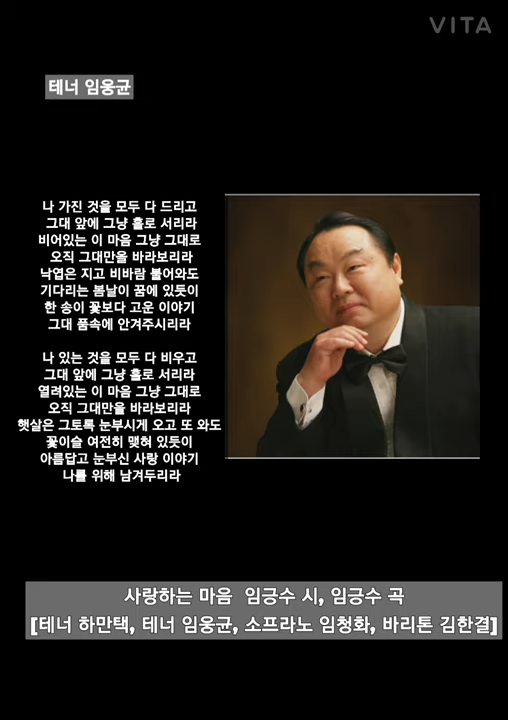 VITA
테너 임웅균
나 가진 것을 모두 다 드리고
그대 앞에 그냥 홀로 서리라
비어있는 이 마음 그냥 그대로
오직 그대만을 바라보리라
낙엽은 지고 비바람 불어와도
기다리는 봄날이 꿈에 있듯이
한 송이 꽃보다 고운 이야기
그대 품속에 안겨주시리라
나 있는 것을 모두 다 비우고
그대 앞에 그냥 홀로 서리라
열려있는 이 마음 그냥 그대로
오직 그대만을 바라보리라
햇살은 그토록 눈부시게 오고 또 와도
꽃이슬 여전히 맺혀 있듯이
아름답고 눈부신 사랑 이야기
나를 위해 남겨두리라
사랑하는 마음 임긍수 시, 임긍수 곡
[테너 하만택, 테너 임웅균, 소프라노 임청화, 바리톤 김한결]